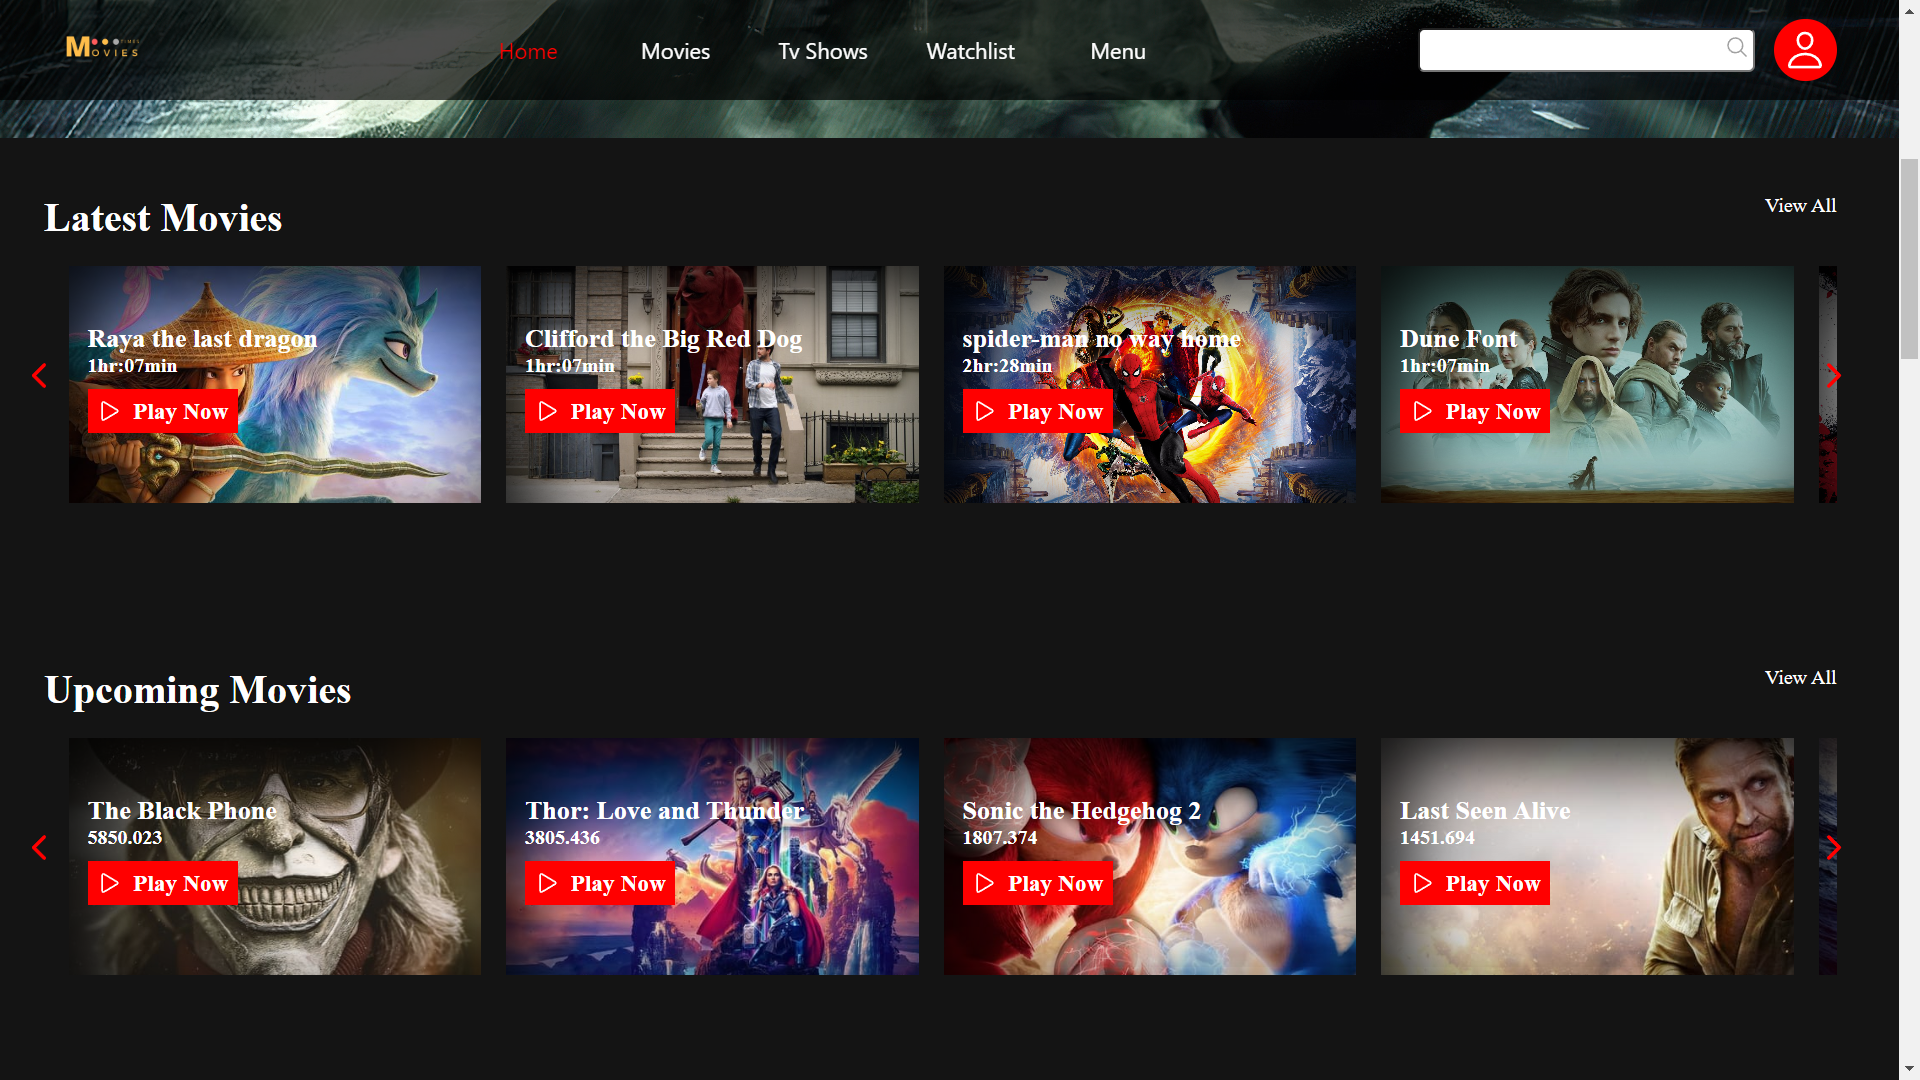 MOVIES
Home
Movies
Tv Shows
Watchlist
Menu
Latest Movies
View All
Raya the last dragon
1hr:07min
Play Now
Clifford the Big Red Dog
1hr:07min
Play Now
spider-man no way home
2hr:28min
Play Now
Dune Font
1hr:07min
Play Now
Upcoming Movies
View All
The Black Phone
5850.023
Play Now
Thor: Love and Thunder
3805.436
Play Now
Sonic the Hedgehog 2
1807.374
Play Now
Last Seen Alive
1451.694
Play Now